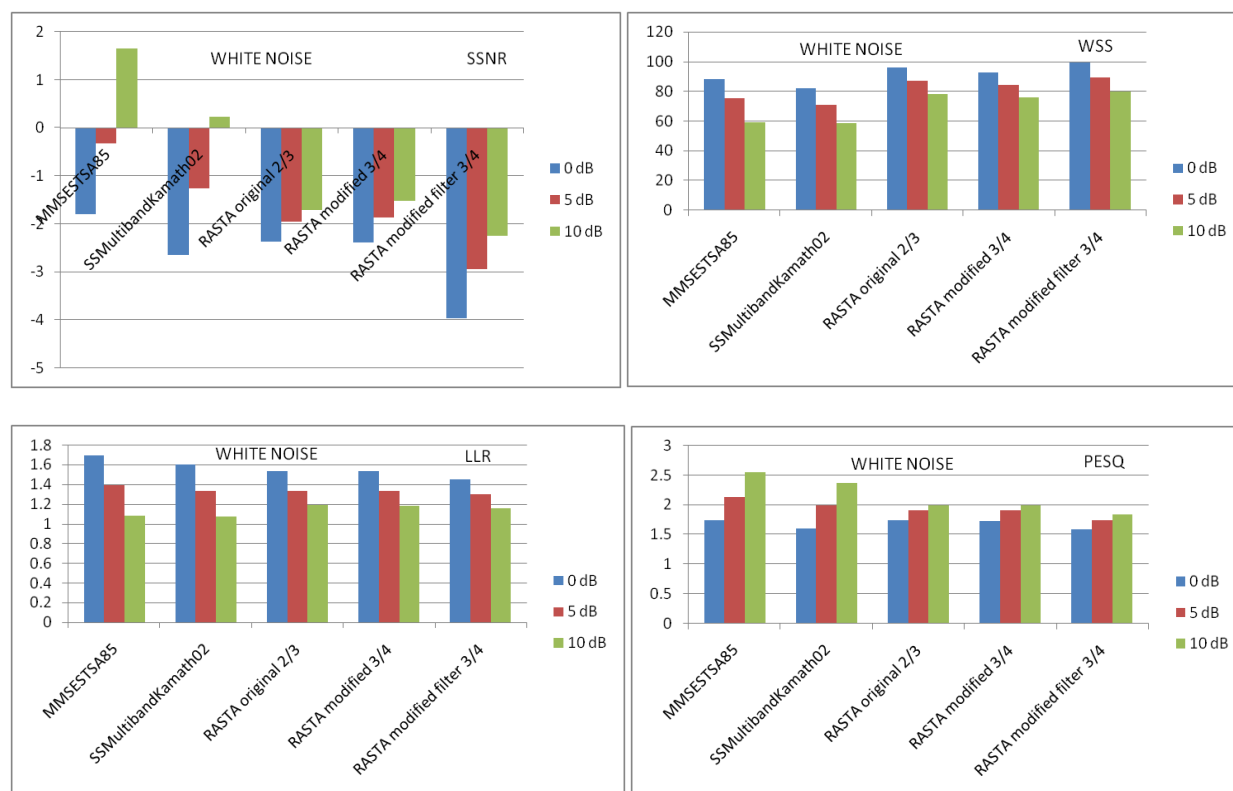 2
1
0
-1
-2
-3
-4
-5
WHITE NOISE
SSNR
MMSESTSA85
SSMultibandKamath02
RASTA original 2/3
RASTA modified 3/4
RASTA modified filter 3/4
0 dB
5 dB
10 dB
120
100
80
60
40
20
0
WHITE NOISE
WSS
MMSESTSA85
SSMultibandKamath02
RASTA original 2/3
RASTA modified 3/4
RASTA modified filter 3/4
0 dB
5 dB
10 dB
1.8
1.6
1.4
1.2
1
0.8
0.6
0.4
0.2
0
WHITE NOISE
LLR
MMSESTSA85
SSMultibandKamath02
RASTA original 2/3
RASTA modified 3/4
RASTA modified filter 3/4
0 dB
5 dB
10 dB
3
2.5
2
1.5
1
0.5
0
WHITE NOISE
PESQ
MMSESTSA85
SSMultibandKamath02
RASTA original 2/3
RASTA modified 3/4
RASTA modified filter 3/4
0 dB
5 dB
10 dB